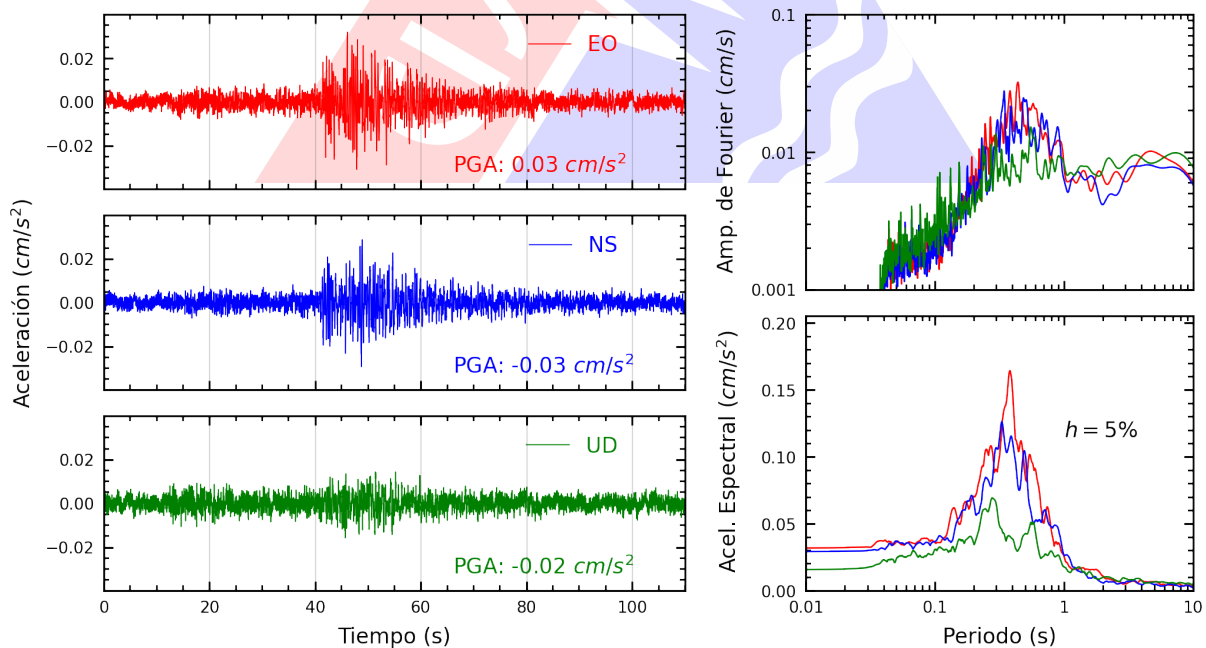 Aceleración (cm/s²)
0.02
0.00
−0.02
EO
PGA: 0.03 cm/s²
0.02
0.00
−0.02
NS
PGA: -0.03 cm/s²
0.02
0.00
−0.02
UD
PGA: -0.02 cm/s²
0 20 40 60 80 100
Tiempo (s)
Amp. de Fourier (cm/s)
0.1
0.01
0.001
Acel. Espectral (cm/s²)
0.20
0.15
0.10
0.05
0.00
h = 5%
0.01 0.1 1 10
Periodo (s)